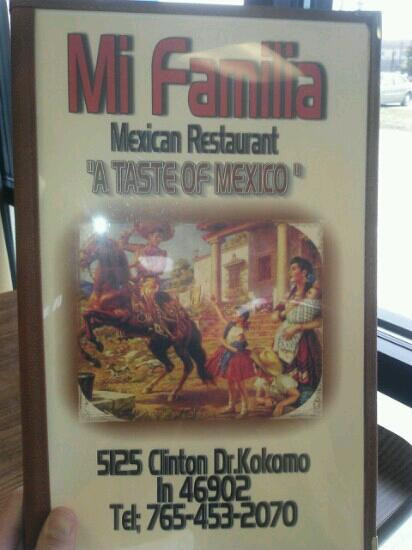 Mi Familia
Mexican Restaurant
"A TASTE OF MEXICO"
5125 Clinton Dr.Kokomo
In 46902
Tel; 765-453-2070